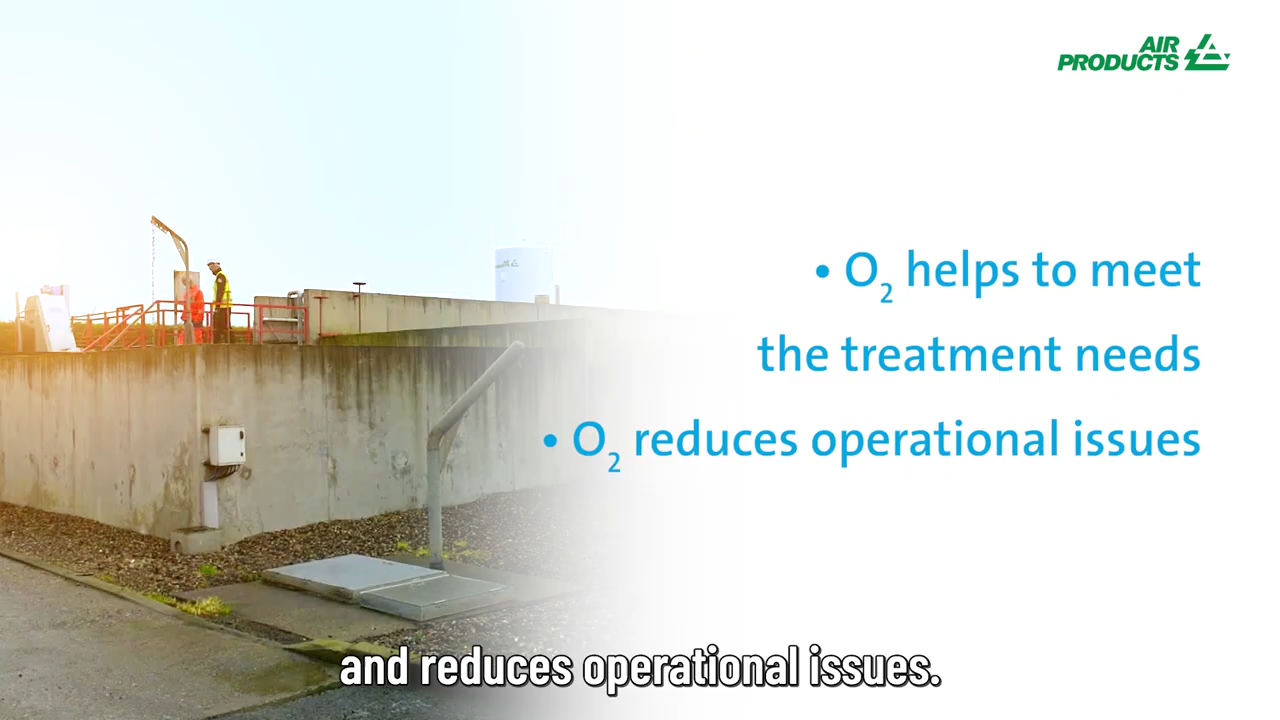 AIR
PRODUCTS
• O₂ helps to meet
the treatment needs
• O₂ reduces operational issues
and reduces operational issues.